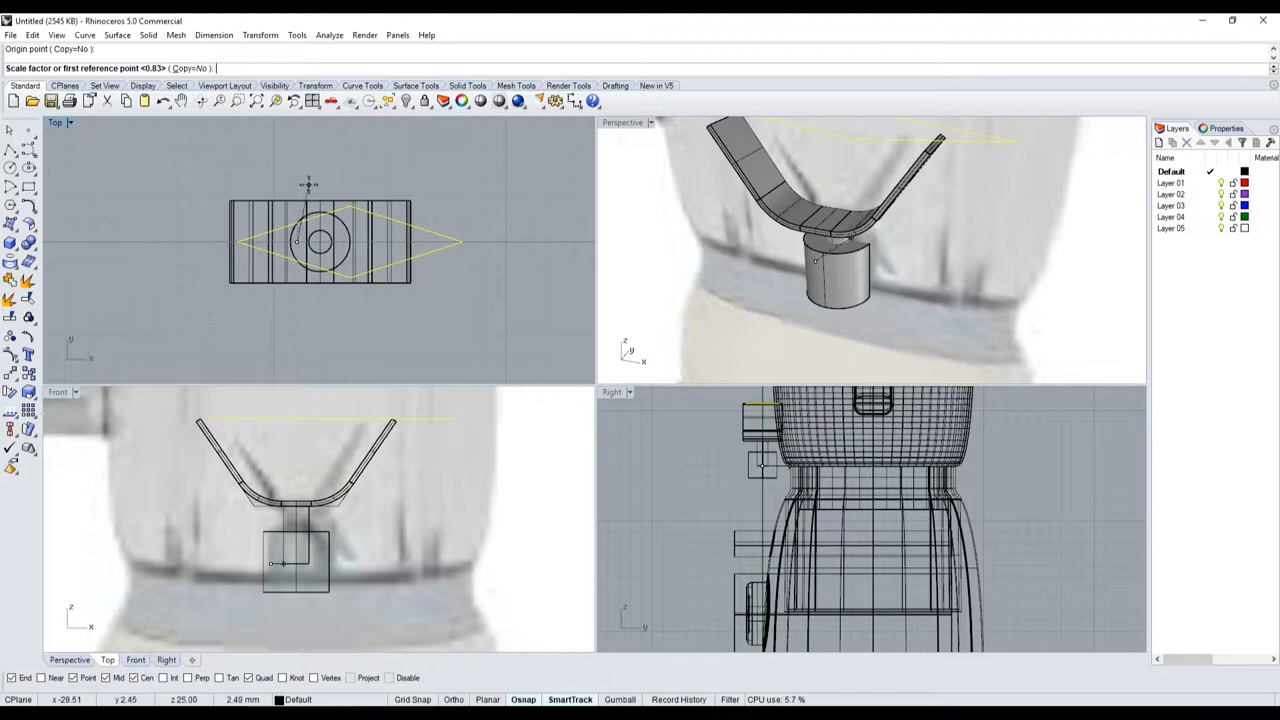 Untitled (2545 KB) - Rhinoceros 5.0 Commercial
File Edit View Curve Surface Solid Mesh Dimension Transform Tools Analyze Render Panels Help
Origin point ( Copy=No ):
Scale factor or first reference point <0.83> ( Copy=No ):
Standard CPlanes Set View Display Select Viewport Layout Visibility Transform Curve Tools Surface Tools Solid Tools Mesh Tools Render Tools Drafting New in V5
Top
Perspective
Layers Properties
Name Material
Default
Layer 01
Layer 02
Layer 03
Layer 04
Layer 05
y
x
z
y
x
Front
Right
z
x
z
y
Perspective Top Front Right
End Near Point Mid Cen Int Perp Tan Quad Knot Vertex Project Disable
CPlane x -29.51 y 2.45 z 25.00 2.49 mm Default Grid Snap Ortho Planar Osnap SmartTrack Gumball Record History Filter CPU use: 5.7 %